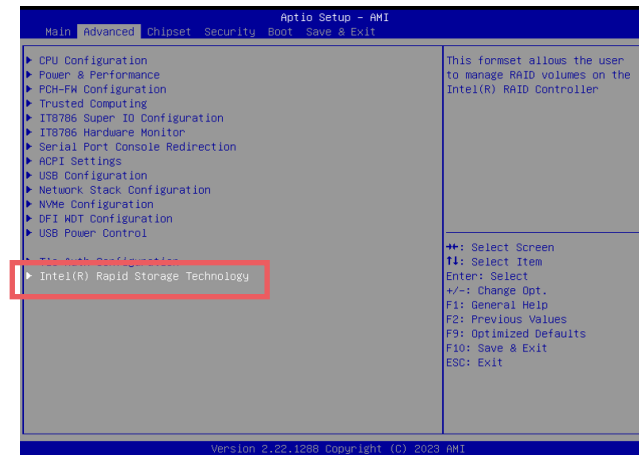 Aptio Setup – AMI
Main Advanced Chipset Security Boot Save & Exit
CPU Configuration
Power & Performance
PCH-FW Configuration
Trusted Computing
IT8786 Super IO Configuration
IT8786 Hardware Monitor
Serial Port Console Redirection
ACPI Settings
USB Configuration
Network Stack Configuration
NVMe Configuration
DFI WDT Configuration
USB Power Control
Tls Auth Configuration
Intel(R) Rapid Storage Technology
This formset allows the user
to manage RAID volumes on the
Intel(R) RAID Controller
→←: Select Screen
↑↓: Select Item
Enter: Select
+/-: Change Opt.
F1: General Help
F2: Previous Values
F9: Optimized Defaults
F10: Save & Exit
ESC: Exit
Version 2.22.1288 Copyright (C) 2023 AMI